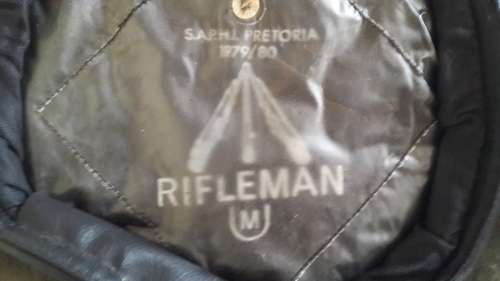 S.A.P.H.I. PRETORIA
1979/80
RIFLEMAN
M